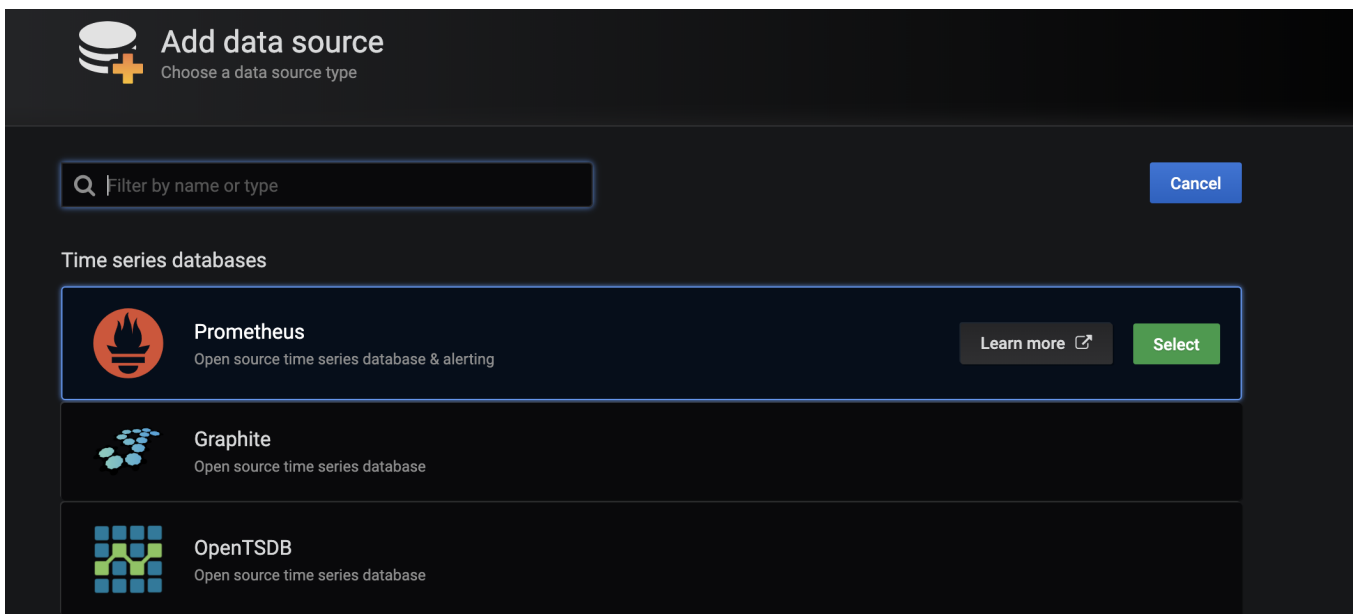 Add data source
Choose a data source type
Filter by name or type
Cancel
Time series databases
Prometheus
Open source time series database & alerting
Learn more
Select
Graphite
Open source time series database
OpenTSDB
Open source time series database